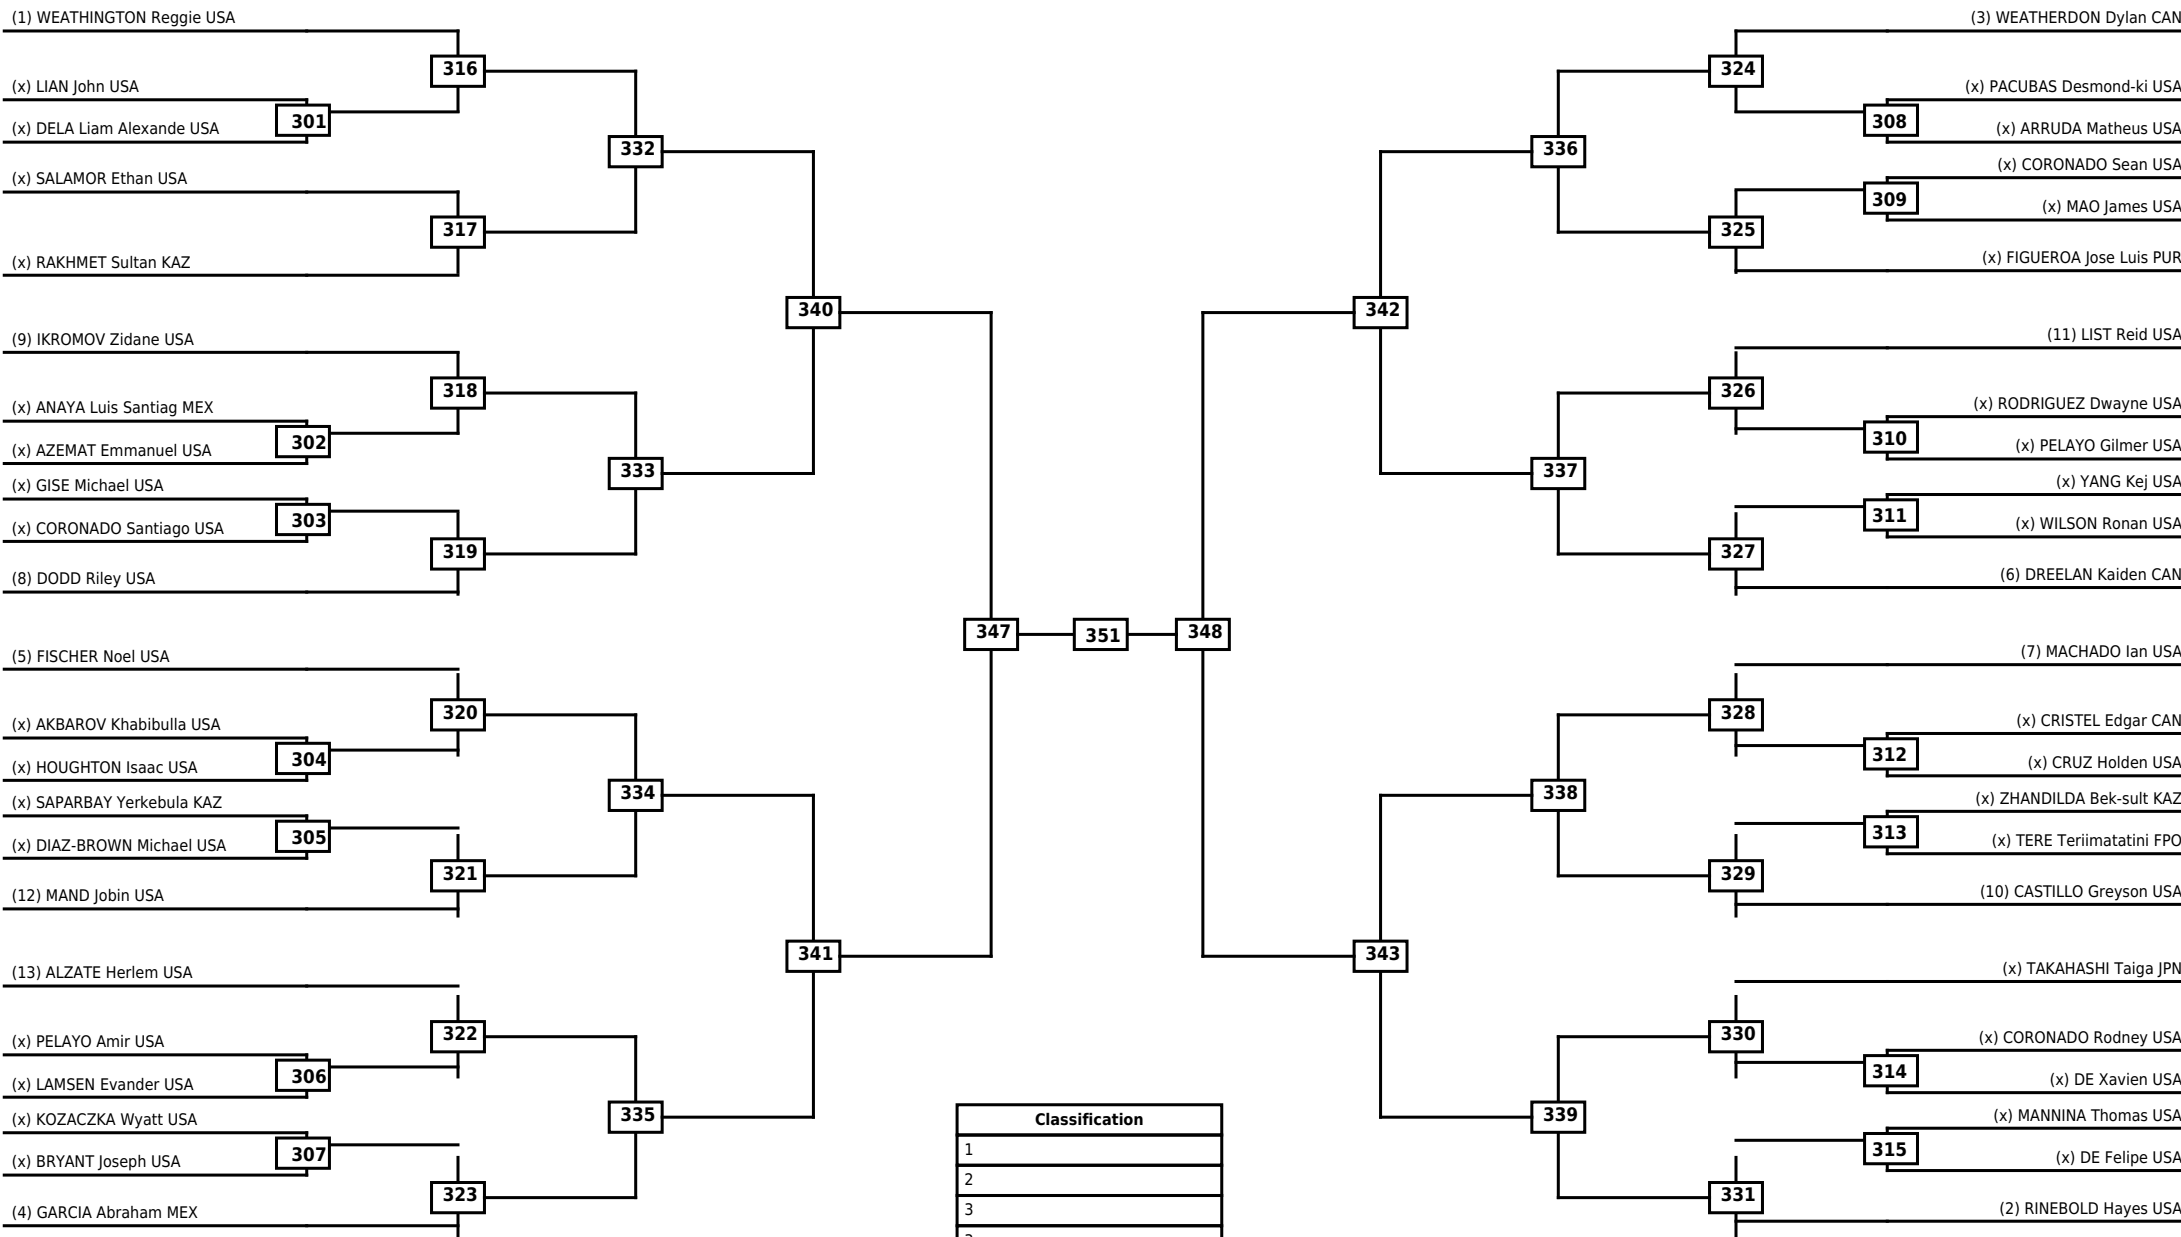 (1) WEATHINGTON Reggie USA
316
(x) LIAN John USA
301
(x) DELA Liam Alexande USA
332
(x) SALAMOR Ethan USA
317
(x) RAKHMET Sultan KAZ
340
(9) IKROMOV Zidane USA
318
(x) ANAYA Luis Santiag MEX
302
(x) AZEMAT Emmanuel USA
333
(x) GISE Michael USA
303
(x) CORONADO Santiago USA
319
(8) DODD Riley USA
347
351
348
(5) FISCHER Noel USA
320
(x) AKBAROV Khabibulla USA
304
(x) HOUGHTON Isaac USA
334
(x) SAPARBAY Yerkebula KAZ
305
(x) DIAZ-BROWN Michael USA
321
(12) MAND Jobin USA
341
(13) ALZATE Herlem USA
322
(x) PELAYO Amir USA
306
(x) LAMSEN Evander USA
335
(x) KOZACZKA Wyatt USA
307
(x) BRYANT Joseph USA
323
(4) GARCIA Abraham MEX
(3) WEATHERDON Dylan CAN
324
(x) PACUBAS Desmond-ki USA
308
(x) ARRUDA Matheus USA
336
(x) CORONADO Sean USA
309
(x) MAO James USA
325
(x) FIGUEROA Jose Luis PUR
342
(11) LIST Reid USA
326
(x) RODRIGUEZ Dwayne USA
310
(x) PELAYO Gilmer USA
337
(x) YANG Kej USA
311
(x) WILSON Ronan USA
327
(6) DREELAN Kaiden CAN
(7) MACHADO Ian USA
328
(x) CRISTEL Edgar CAN
312
(x) CRUZ Holden USA
338
(x) ZHANDILDA Bek-sult KAZ
313
(x) TERE Teriimatatini FPO
329
(10) CASTILLO Greyson USA
343
(x) TAKAHASHI Taiga JPN
330
(x) CORONADO Rodney USA
314
(x) DE Xavien USA
339
(x) MANNINA Thomas USA
315
(x) DE Felipe USA
331
(2) RINEBOLD Hayes USA
Classification
1
2
3